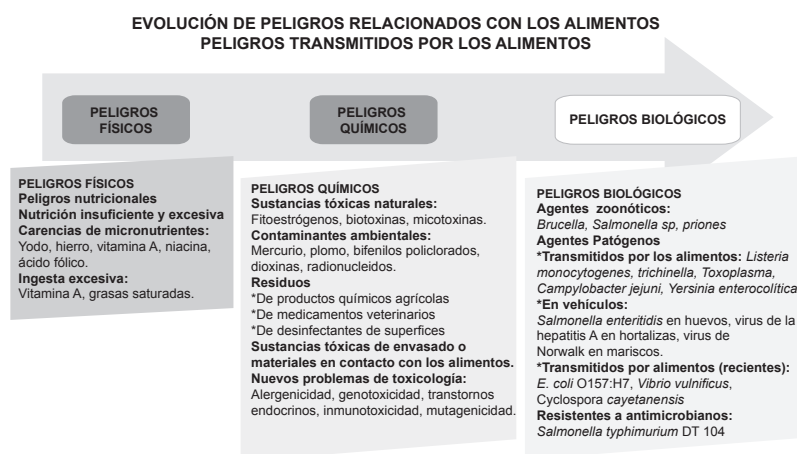 EVOLUCIÓN DE PELIGROS RELACIONADOS CON LOS ALIMENTOS
PELIGROS TRANSMITIDOS POR LOS ALIMENTOS
PELIGROS
FÍSICOS
PELIGROS
QUÍMICOS
PELIGROS BIOLÓGICOS
PELIGROS FÍSICOS
Peligros nutricionales
Nutrición insuficiente y excesiva
Carencias de micronutrientes:
Yodo, hierro, vitamina A, niacina,
ácido fólico.
Ingesta excesiva:
Vitamina A, grasas saturadas.
PELIGROS QUÍMICOS
Sustancias tóxicas naturales:
Fitoestrógenos, biotoxinas, micotoxinas.
Contaminantes ambientales:
Mercurio, plomo, bifenilos policlorados,
dioxinas, radionucleidos.
Residuos
*De productos químicos agrícolas
*De medicamentos veterinarios
*De desinfectantes de superfices
Sustancias tóxicas de envasado o
materiales en contacto con los alimentos.
Nuevos problemas de toxicología:
Alergenicidad, genotoxicidad, transtornos
endocrinos, inmunotoxicidad, mutagenicidad.
PELIGROS BIOLÓGICOS
Agentes zoonóticos:
Brucella, Salmonella sp, priones
Agentes Patógenos
*Transmitidos por los alimentos: Listeria
monocytogenes, trichinella, Toxoplasma,
Campylobacter jejuni, Yersinia enterocolítica
*En vehículos:
Salmonella enteritidis en huevos, virus de la
hepatitis A en hortalizas, virus de
Norwalk en mariscos.
*Transmitidos por alimentos (recientes):
E. coli O157:H7, Vibrio vulnificus,
Cyclospora cayetanensis
Resistentes a antimicrobianos:
Salmonella typhimurium DT 104